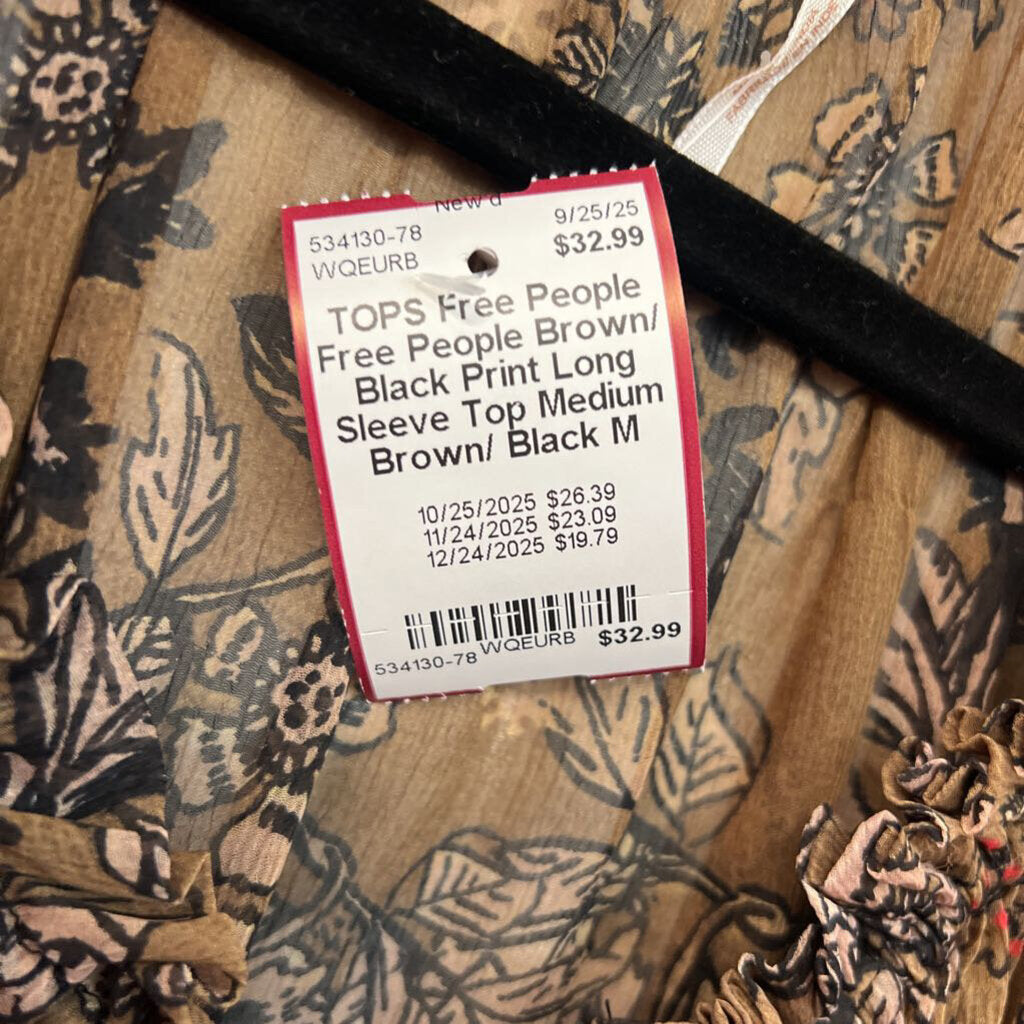 New d
9/25/25
534130-78
$32.99
WQEURB
TOPS Free People
Free People Brown/
Black Print Long
Sleeve Top Medium
Brown/ Black M
10/25/2025 $26.39
11/24/2025 $23.09
12/24/2025 $19.79
WQEURB $32.99
534130-78